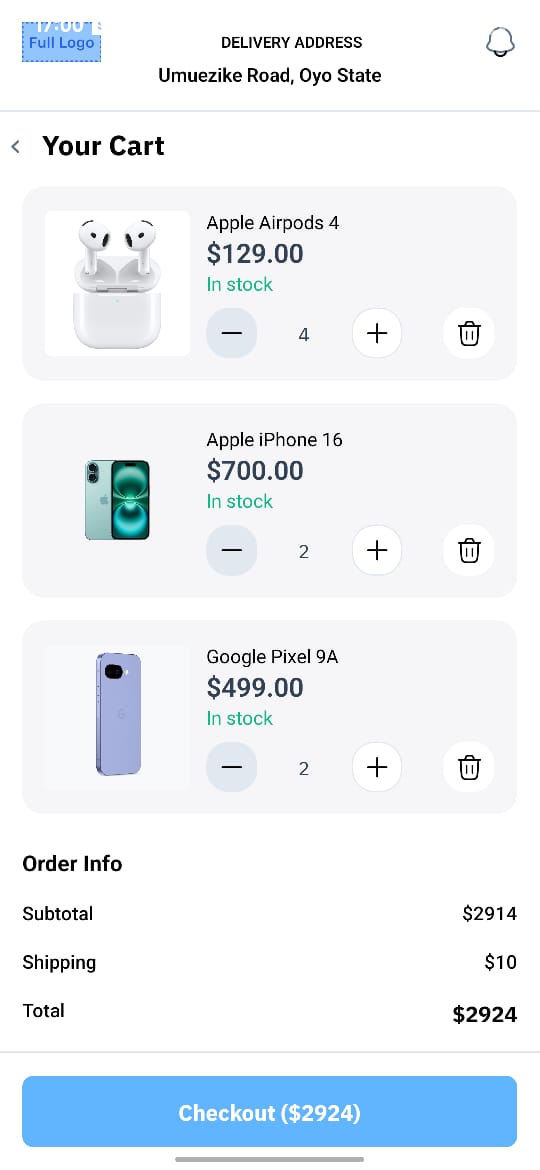 17:00
Full Logo
DELIVERY ADDRESS
Umuezike Road, Oyo State
Your Cart
Apple Airpods 4
$129.00
In stock
4
Apple iPhone 16
$700.00
In stock
2
Google Pixel 9A
$499.00
In stock
2
Order Info
Subtotal $2914
Shipping $10
Total $2924
Checkout ($2924)